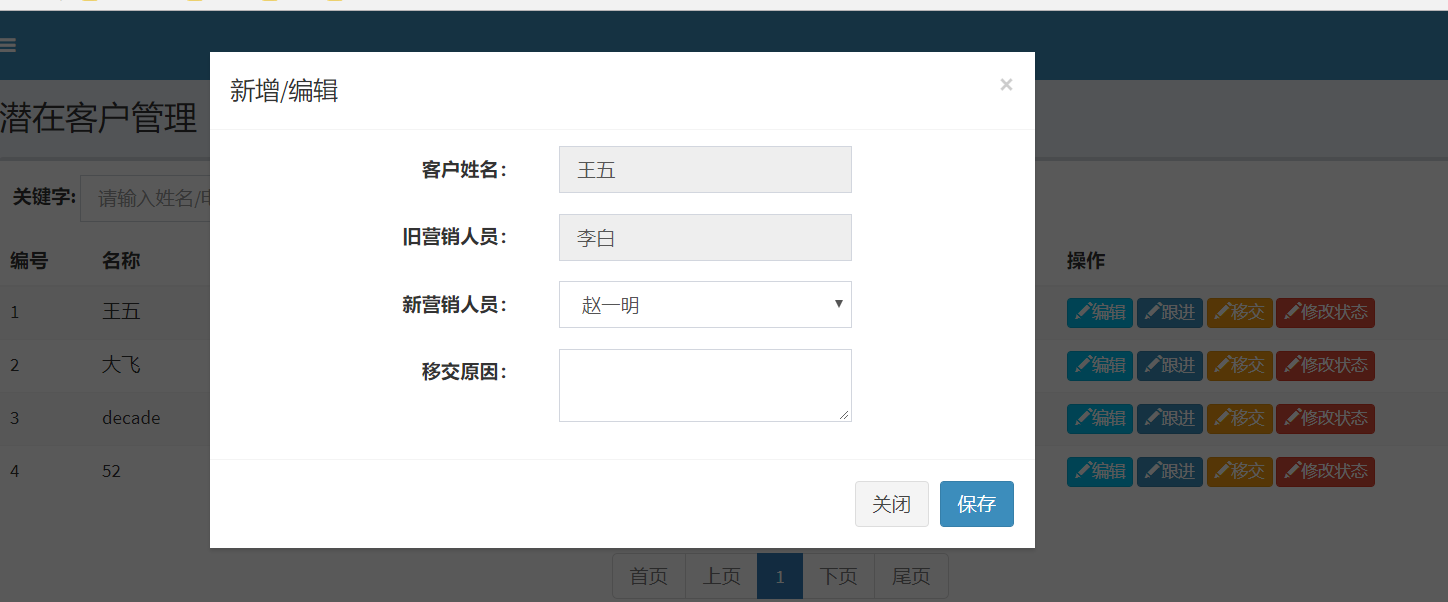 新增/编辑
×
潜在客户管理
客户姓名：
王五
关键字:
请输入姓名/
旧营销人员：
李白
编号
名称
操作
新营销人员：
赵一明
1
王五
编辑
跟进
移交
修改状态
2
大飞
编辑
跟进
移交
修改状态
移交原因：
3
decade
编辑
跟进
移交
修改状态
4
52
编辑
跟进
移交
修改状态
关闭
保存
首页
上页
1
下页
尾页